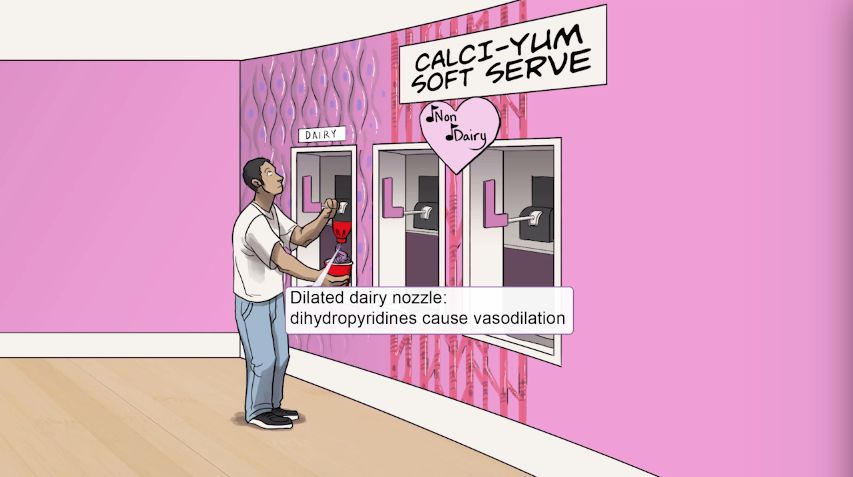 CALCI-YUM
SOFT SERVE
Non
Dairy
DAIRY
Dilated dairy nozzle:
dihydropyridines cause vasodilation